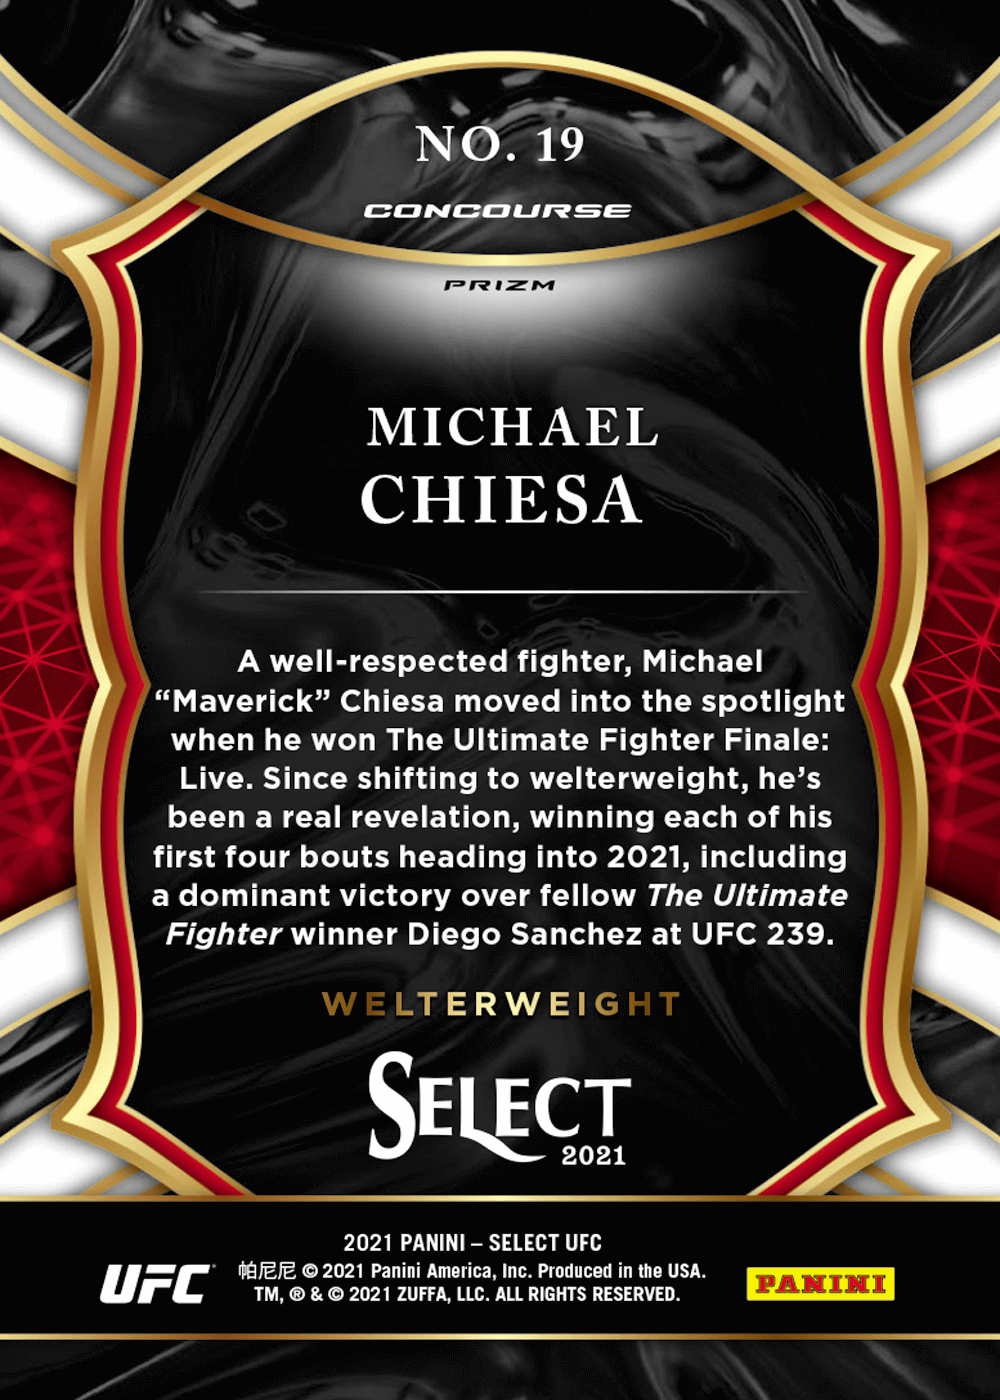 NO. 19
CONCOURSE
PRIZM
MICHAEL
CHIESA
A well-respected fighter, Michael
“Maverick” Chiesa moved into the spotlight
when he won The Ultimate Fighter Finale:
Live. Since shifting to welterweight, he’s
been a real revelation, winning each of his
first four bouts heading into 2021, including
a dominant victory over fellow The Ultimate
Fighter winner Diego Sanchez at UFC 239.
WELTERWEIGHT
SELECT
2021
2021 PANINI – SELECT UFC
帕尼尼 © 2021 Panini America, Inc. Produced in the USA.
TM, ® & © 2021 ZUFFA, LLC. ALL RIGHTS RESERVED.
UFC
PANINI